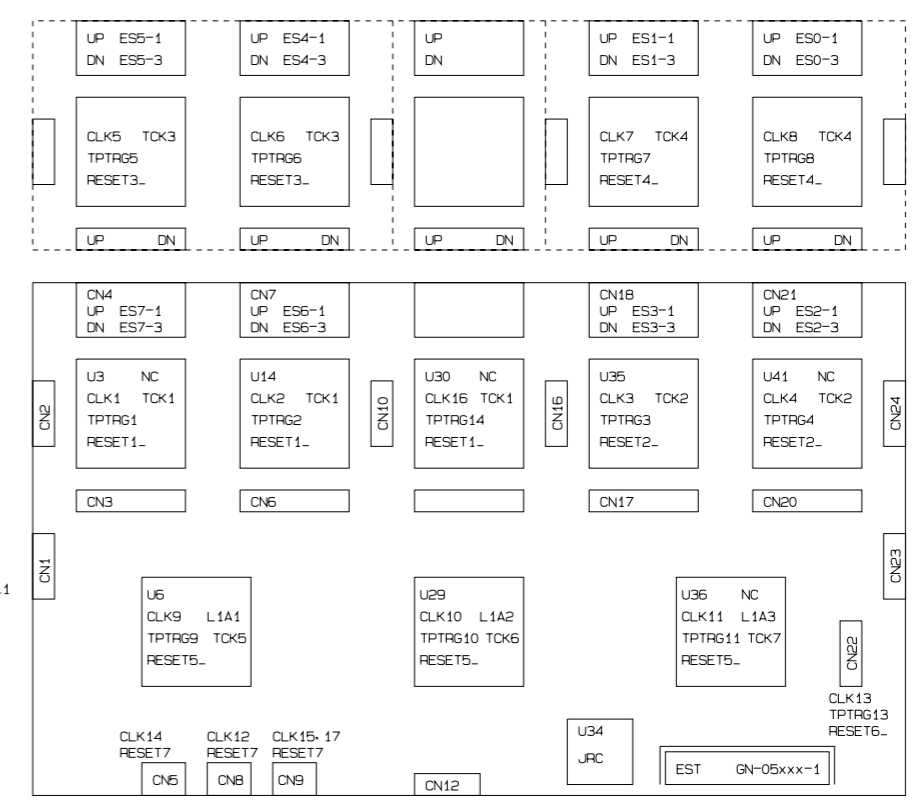 UP ES5-1
DN ES5-3
UP ES4-1
DN ES4-3
UP
DN
UP ES1-1
DN ES1-3
UP ES0-1
DN ES0-3
CLK5 TCK3
TPTRG5
RESET3_
CLK6 TCK3
TPTRG6
RESET3_
CLK7 TCK4
TPTRG7
RESET4_
CLK8 TCK4
TPTRG8
RESET4_
UP DN
UP DN
UP DN
UP DN
UP DN
CN4
UP ES7-1
DN ES7-3
CN7
UP ES6-1
DN ES6-3
CN18
UP ES3-1
DN ES3-3
CN21
UP ES2-1
DN ES2-3
CN2
U3 NC
CLK1 TCK1
TPTRG1
RESET1_
U14
CLK2 TCK1
TPTRG2
RESET1_
CN10
U30 NC
CLK16 TCK1
TPTRG14
RESET1_
CN16
U35
CLK3 TCK2
TPTRG3
RESET2_
U41 NC
CLK4 TCK2
TPTRG4
RESET2_
CN24
CN3
CN6
CN17
CN20
CN1
CN23
U6
CLK9 L1A1
TPTRG9 TCK5
RESET5_
U29
CLK10 L1A2
TPTRG10 TCK6
RESET5_
U36 NC
CLK11 L1A3
TPTRG11 TCK7
RESET5_
CN22
CLK13
TPTRG13
RESET6_
CLK14
RESET7
CN5
CLK12
RESET7
CN8
CLK15, 17
RESET7
CN9
CN12
U34
JRC
EST GN-05xxx-1